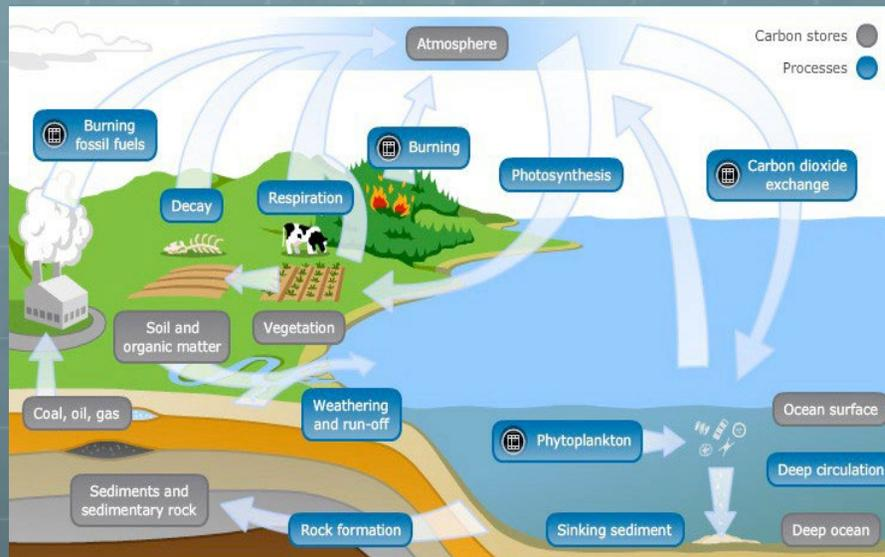 Atmosphere
Carbon stores
Processes
Burning
fossil fuels
Burning
Photosynthesis
Carbon dioxide
exchange
Decay
Respiration
Soil and
organic matter
Vegetation
Coal, oil, gas
Weathering
and run-off
Ocean surface
Phytoplankton
Deep circulation
Sediments and
sedimentary rock
Rock formation
Sinking sediment
Deep ocean